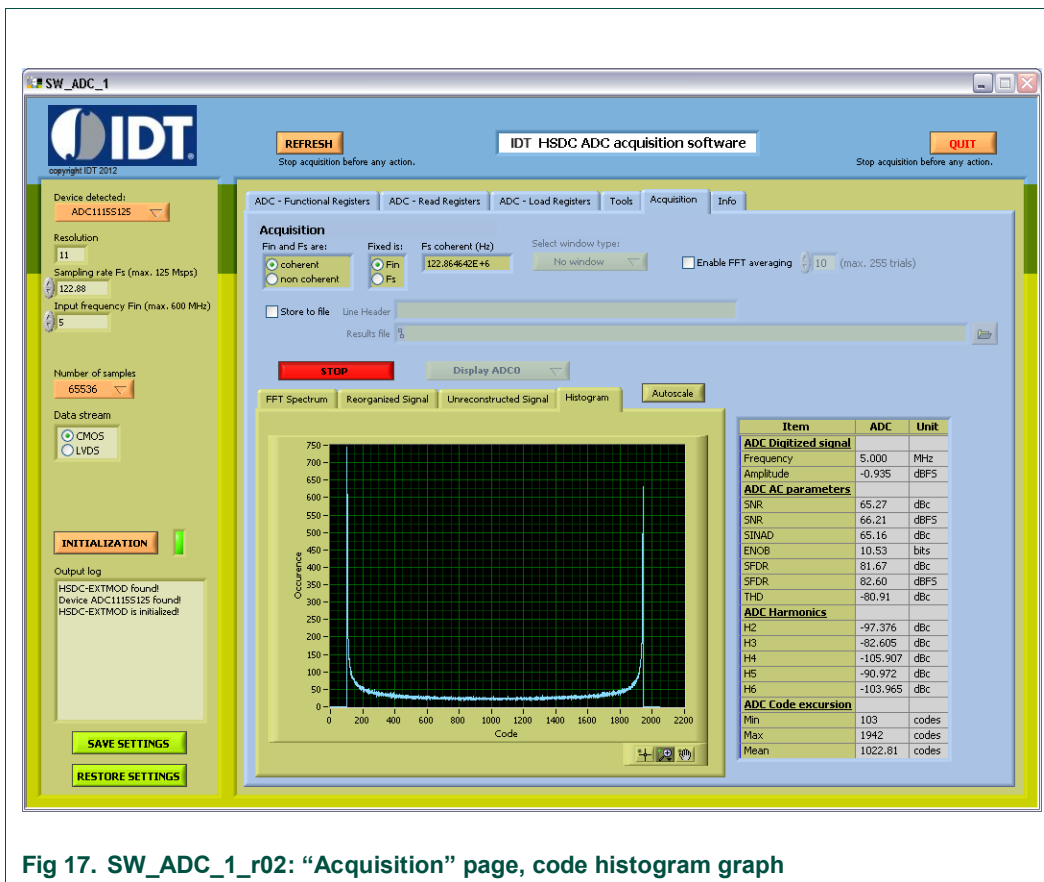 SW_ADC_1
IDT.
copyright IDT 2012
REFRESH
Stop acquisition before any action.
IDT HSDC ADC acquisition software
QUIT
Stop acquisition before any action.
Device detected:
ADC1115S125
Resolution
11
Sampling rate Fs (max. 125 Msps)
122.88
Input frequency Fin (max. 600 MHz)
5
Number of samples
65536
Data stream
CMOS
LVDS
INITIALIZATION
Output log
HSDC-EXTMOD found!
Device ADC1115S125 found!
HSDC-EXTMOD is initialized!
SAVE SETTINGS
RESTORE SETTINGS
ADC - Functional Registers ADC - Read Registers ADC - Load Registers Tools Acquisition Info
Acquisition
Fin and Fs are: Fixed is: Fs coherent (Hz) Select window type:
coherent Fin 122.864642E+6 No window Enable FFT averaging 10 (max. 255 trials)
non coherent Fs
Store to file Line Header
Results file
STOP Display ADC0
FFT Spectrum Reorganized Signal Unreconstructed Signal Histogram Autoscale
Occurence
750
700
650
600
550
500
450
400
350
300
250
200
150
100
50
0
0 200 400 600 800 1000 1200 1400 1600 1800 2000 2200
Code
Item ADC Unit
ADC Digitized signal
Frequency 5.000 MHz
Amplitude -0.935 dBFS
ADC AC parameters
SNR 65.27 dBc
SNR 66.21 dBFS
SINAD 65.16 dBc
ENOB 10.53 bits
SFDR 81.67 dBc
SFDR 82.60 dBFS
THD -80.91 dBc
ADC Harmonics
H2 -97.376 dBc
H3 -82.605 dBc
H4 -105.907 dBc
H5 -90.972 dBc
H6 -103.965 dBc
ADC Code excursion
Min 103 codes
Max 1942 codes
Mean 1022.81 codes
Fig 17. SW_ADC_1_r02: “Acquisition” page, code histogram graph